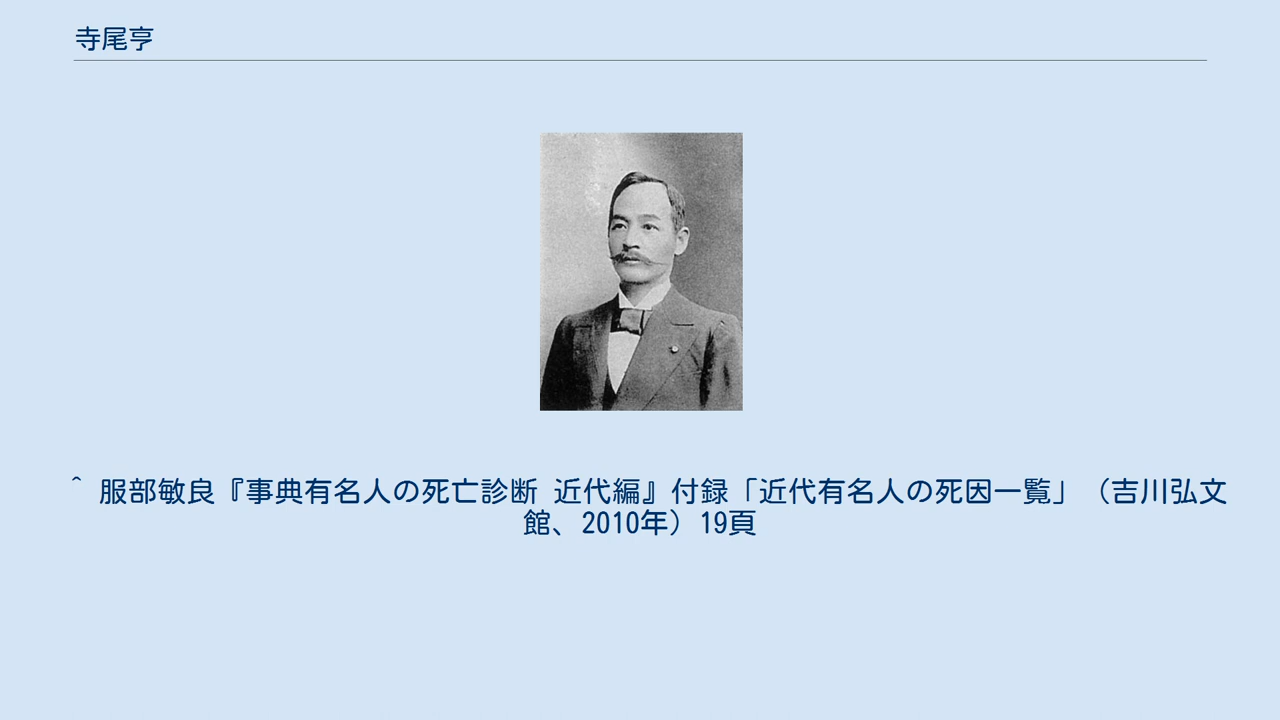 寺尾亨
^ 服部敏良『事典有名人の死亡診断 近代編』付録「近代有名人の死因一覧」（吉川弘文
館、2010年）19頁